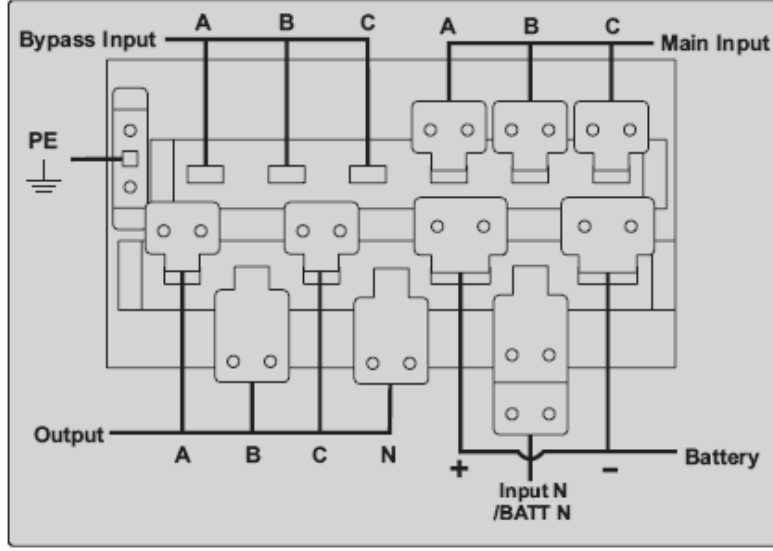 Bypass Input
A
B
C
A
B
C
Main Input
PE
Output
A
B
C
N
+
–
Battery
Input N
/BATT N